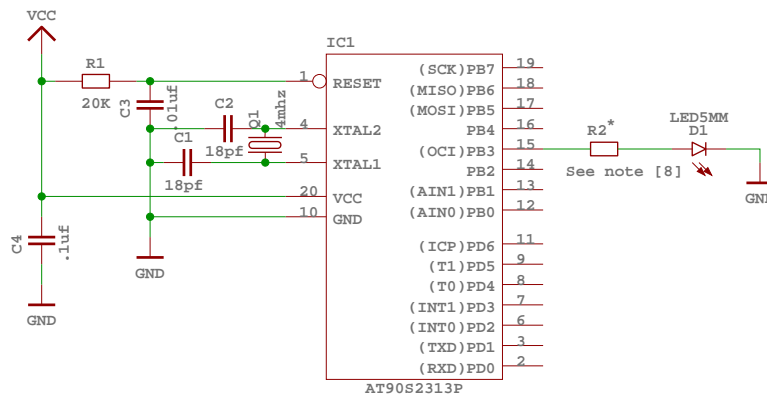 VCC
IC1
R1
20K
C3
.01uf
C2
18pf
C1
18pf
Q1
4mhz
C4
.1uf
GND
GND
1 RESET
4 XTAL2
5 XTAL1
20 VCC
10 GND
(SCK)PB7 19
(MISO)PB6 18
(MOSI)PB5 17
PB4 16
(OCI)PB3 15
PB2 14
(AIN1)PB1 13
(AIN0)PB0 12
(ICP)PD6 11
(T1)PD5 9
(T0)PD4 8
(INT1)PD3 7
(INT0)PD2 6
(TXD)PD1 3
(RXD)PD0 2
AT90S2313P
R2*
See note [8]
LED5MM
D1
GND